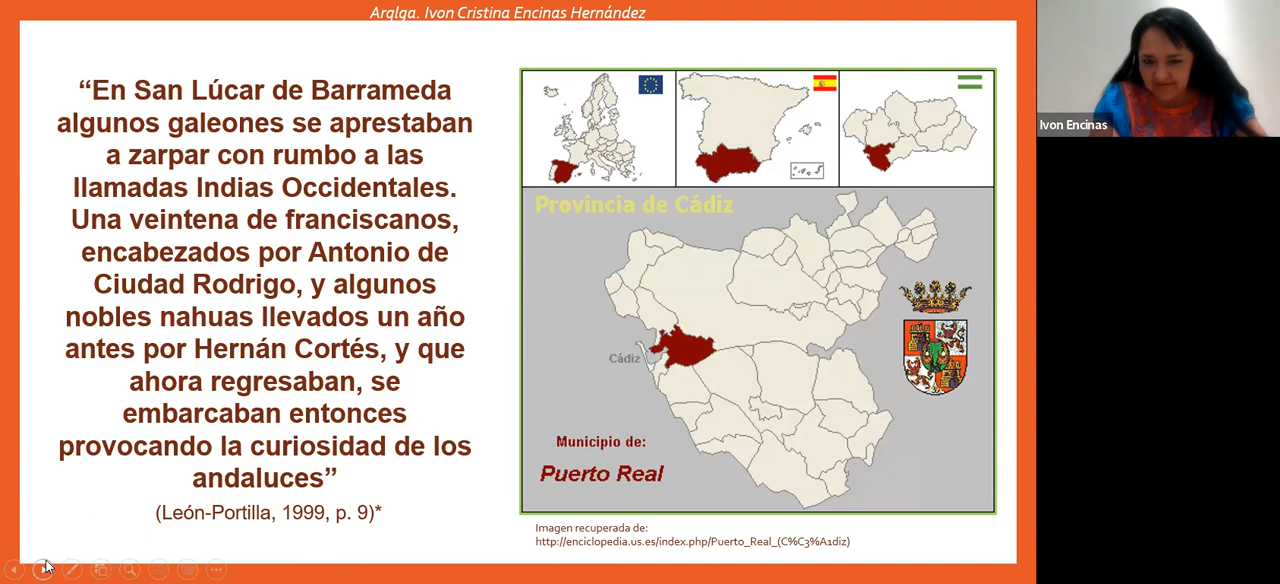 Arqlga. Ivon Cristina Encinas Hernández
“En San Lúcar de Barrameda
algunos galeones se aprestaban
a zarpar con rumbo a las
llamadas Indias Occidentales.
Una veintena de franciscanos,
encabezados por Antonio de
Ciudad Rodrigo, y algunos
nobles nahuas llevados un año
antes por Hernán Cortés, y que
ahora regresaban, se
embarcaban entonces
provocando la curiosidad de los
andaluces”
(León-Portilla, 1999, p. 9)*
Provincia de Cádiz
Cádiz
Municipio de:
Puerto Real
Imagen recuperada de:
http://enciclopedia.us.es/index.php/Puerto_Real_(C%C3%A1diz)
Ivon Encinas